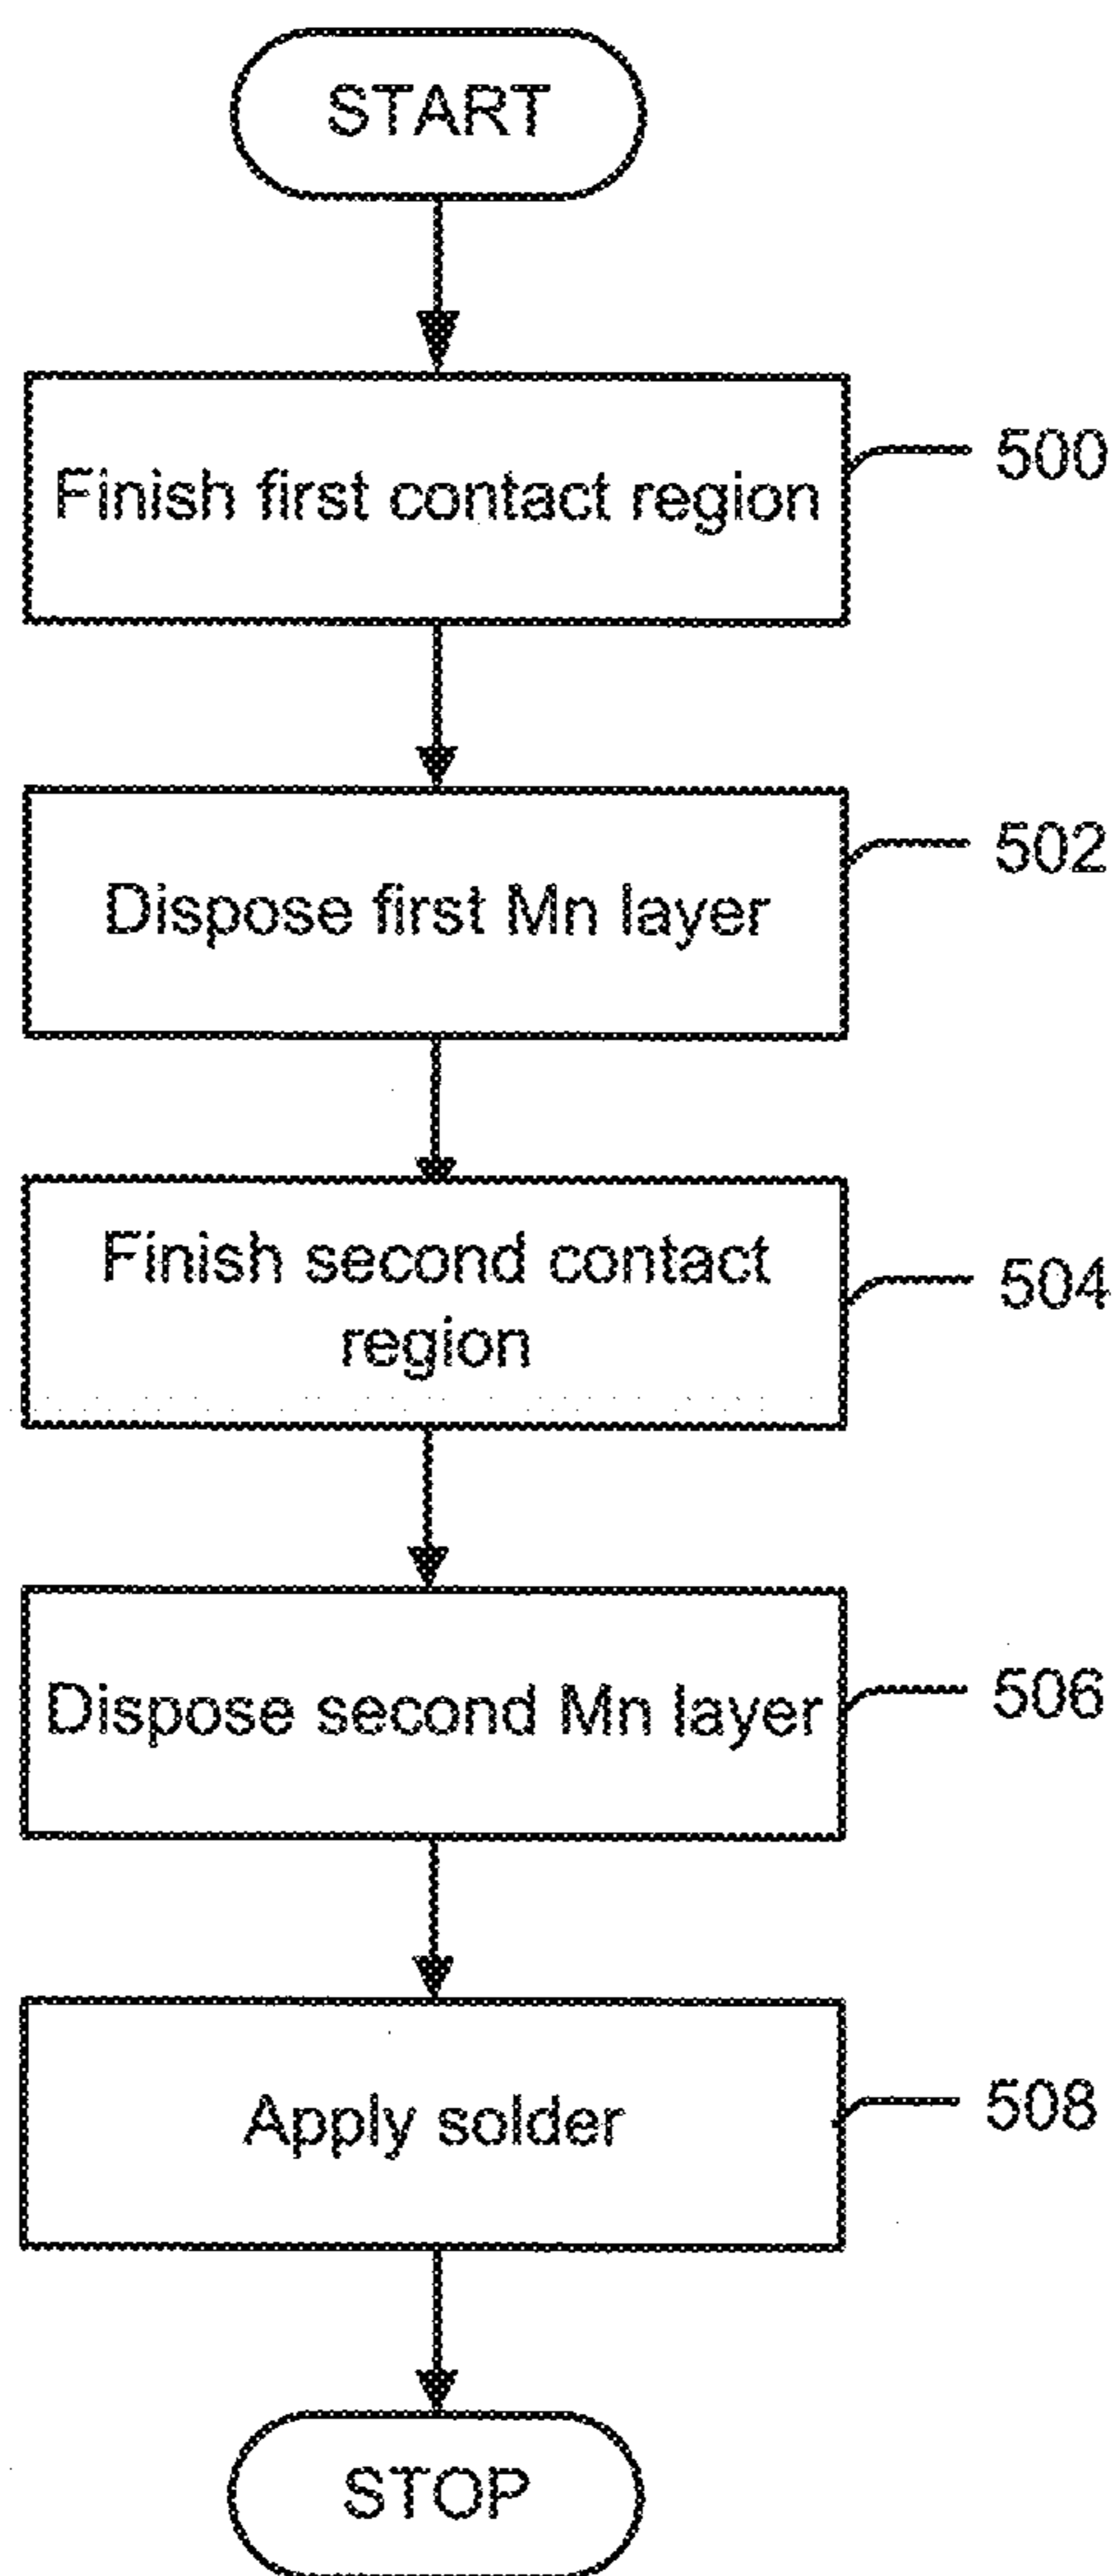 START
Finish first contact region
500
Dispose first Mn layer
502
Finish second contact
region
504
Dispose second Mn layer
506
Apply solder
508
STOP